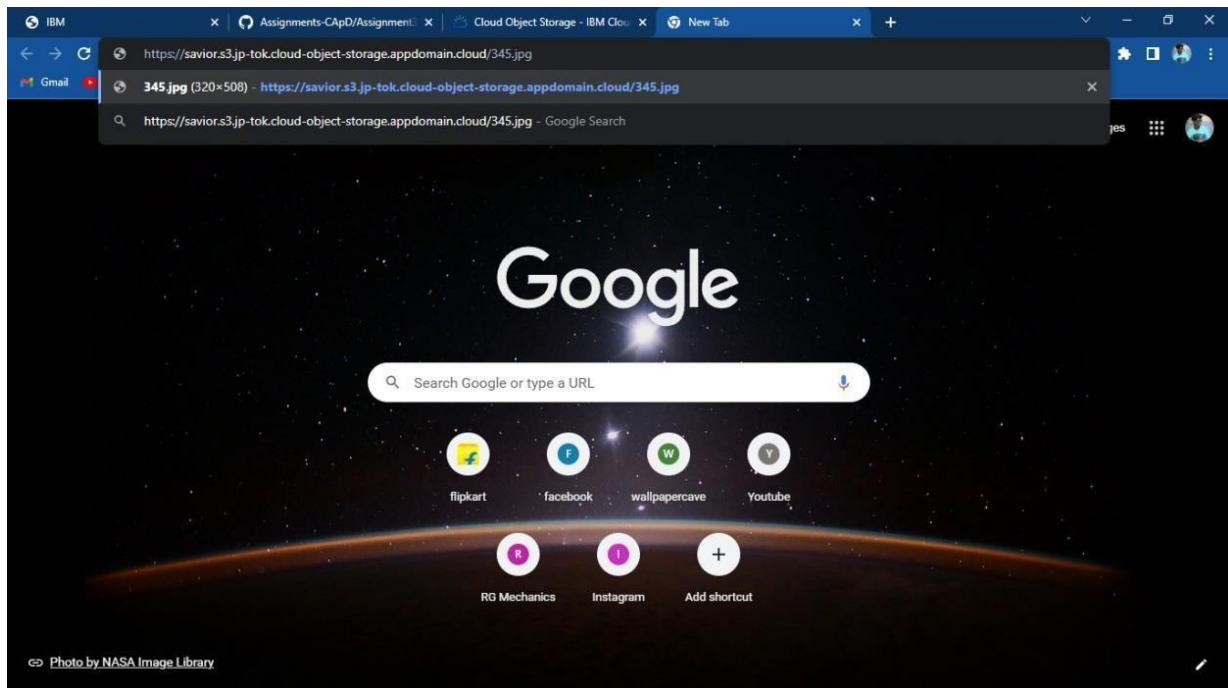 IBM
Assignments-CApD/Assignment
Cloud Object Storage - IBM Clou
New Tab
https://savior.s3.jp-tok.cloud-object-storage.appdomain.cloud/345.jpg
Gmail
345.jpg (320×508) - https://savior.s3.jp-tok.cloud-object-storage.appdomain.cloud/345.jpg
https://savior.s3.jp-tok.cloud-object-storage.appdomain.cloud/345.jpg - Google Search
ges
Google
Search Google or type a URL
F W Y
flipkart facebook wallpapercave Youtube
R I
RG Mechanics Instagram Add shortcut
Photo by NASA Image Library